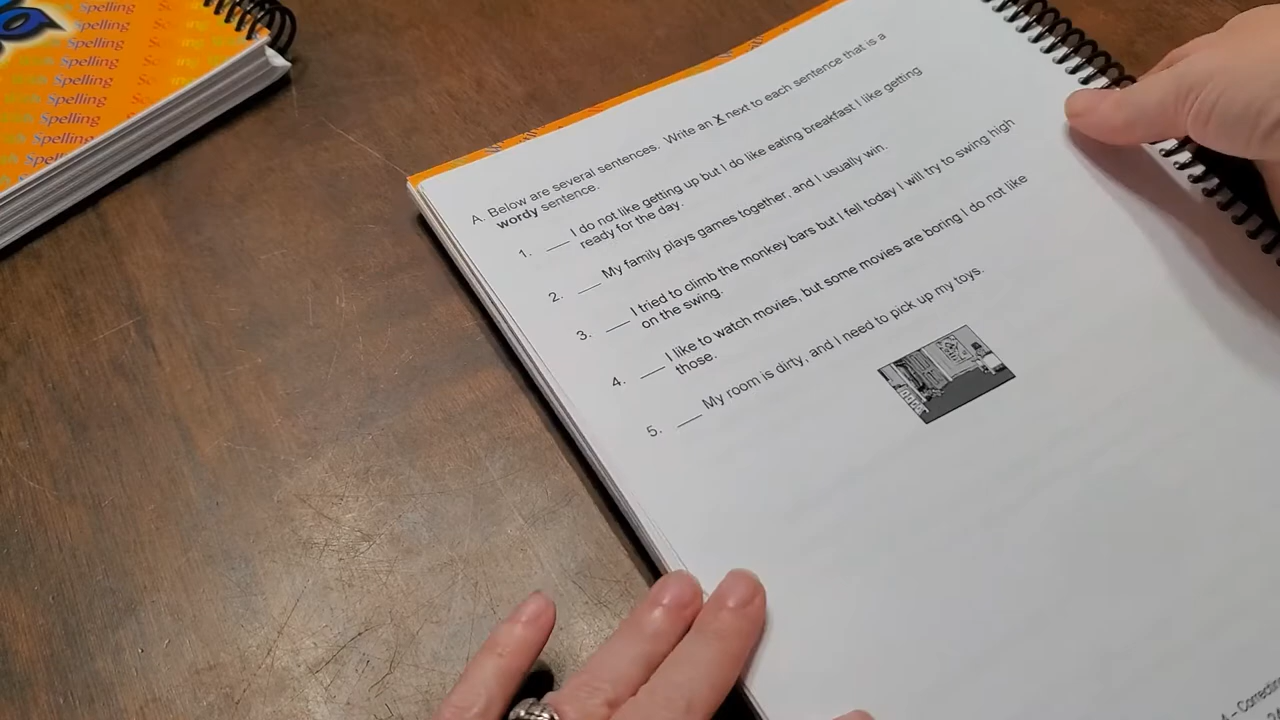 Spelling
Spelling
Spelling
Spelling
Spelling
Spelling
Spelling
A. Below are several sentences. Write an X next to each sentence that is a
wordy sentence.
1. ___ I do not like getting up but I do like eating breakfast I like getting
ready for the day.
2. ___ My family plays games together, and I usually win.
3. ___ I tried to climb the monkey bars but I fell today I will try to swing high
on the swing.
4. ___ I like to watch movies, but some movies are boring I do not like
those.
5. ___ My room is dirty, and I need to pick up my toys.